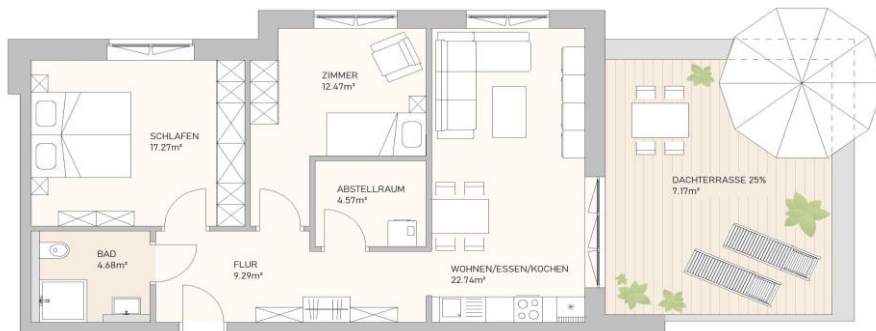 ZIMMER
12.47m²
SCHLAFEN
17.27m²
ABSTELLRAUM
4.57m²
DACHTERRASSE 25%
7.17m²
BAD
4.68m²
FLUR
9.29m²
WOHNEN/ESSEN/KOCHEN
22.74m²